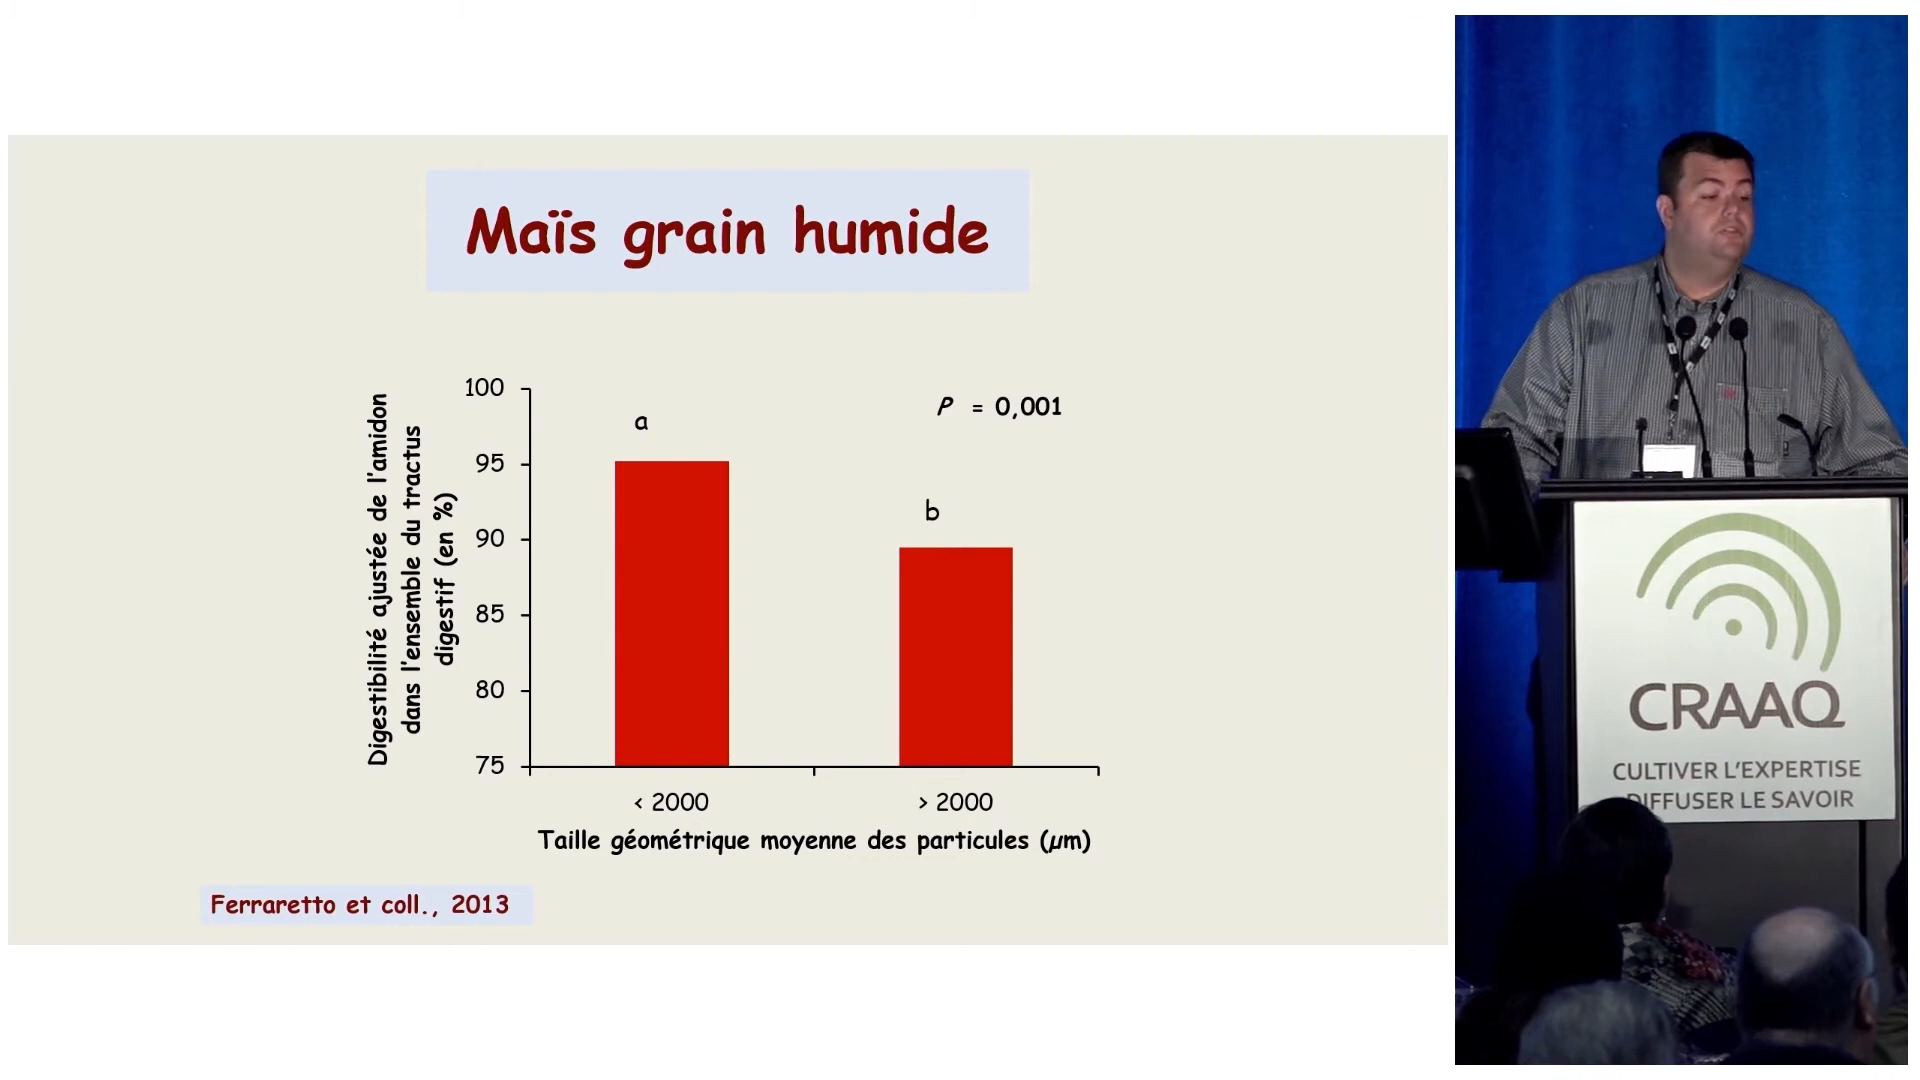 Maïs grain humide
Digestibilité ajustée de l'amidon
dans l'ensemble du tractus
digestif (en %)
100
95
90
85
80
75
a
b
P = 0,001
< 2000
> 2000
Taille géométrique moyenne des particules (µm)
Ferraretto et coll., 2013
CRAAQ
CULTIVER L'EXPERTISE
DIFFUSER LE SAVOIR